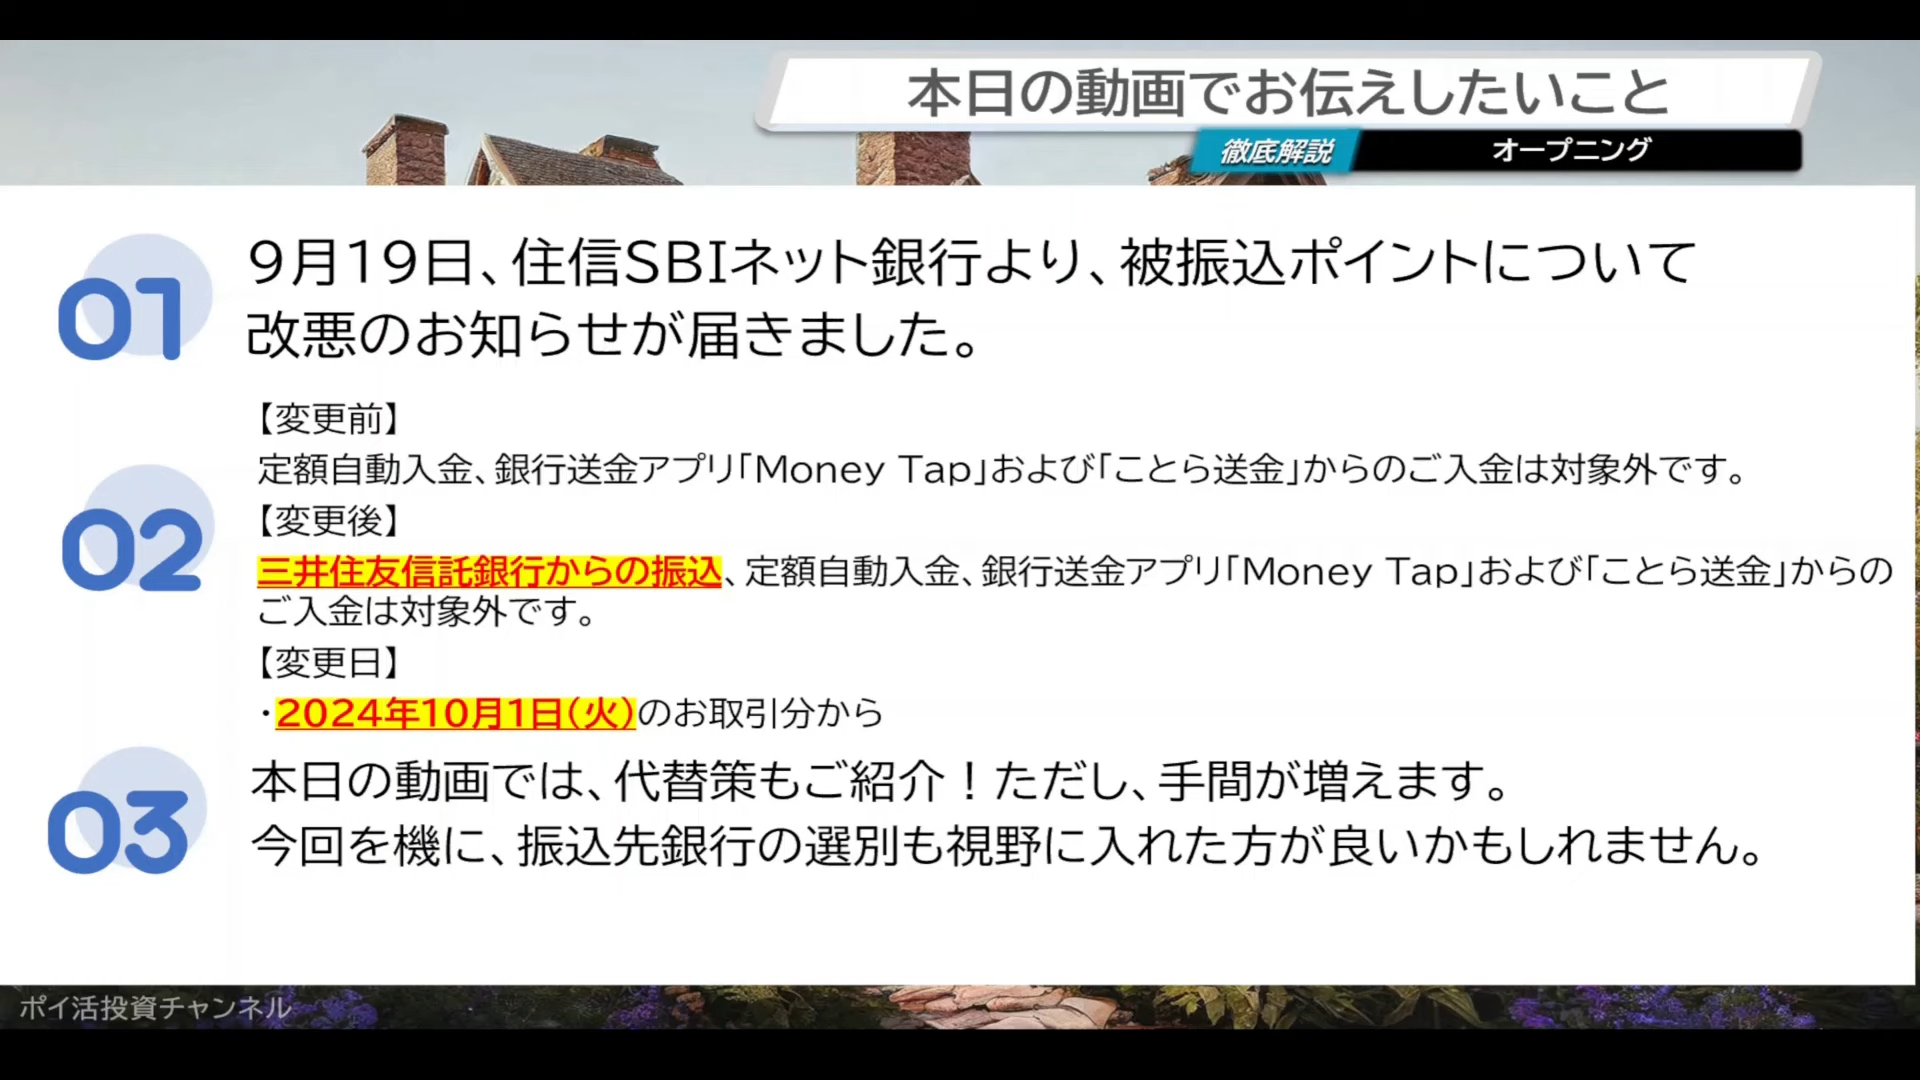 本日の動画でお伝えしたいこと
徹底解説
オープニング
01
9月19日、住信SBIネット銀行より、被振込ポイントについて
改悪のお知らせが届きました。
02
【変更前】
定額自動入金、銀行送金アプリ「Money Tap」および「ことら送金」からのご入金は対象外です。
【変更後】
三井住友信託銀行からの振込、定額自動入金、銀行送金アプリ「Money Tap」および「ことら送金」からの
ご入金は対象外です。
【変更日】
・2024年10月1日(火)のお取引分から
03
本日の動画では、代替策もご紹介！ただし、手間が増えます。
今回を機に、振込先銀行の選別も視野に入れた方が良いかもしれません。
ポイ活投資チャンネル